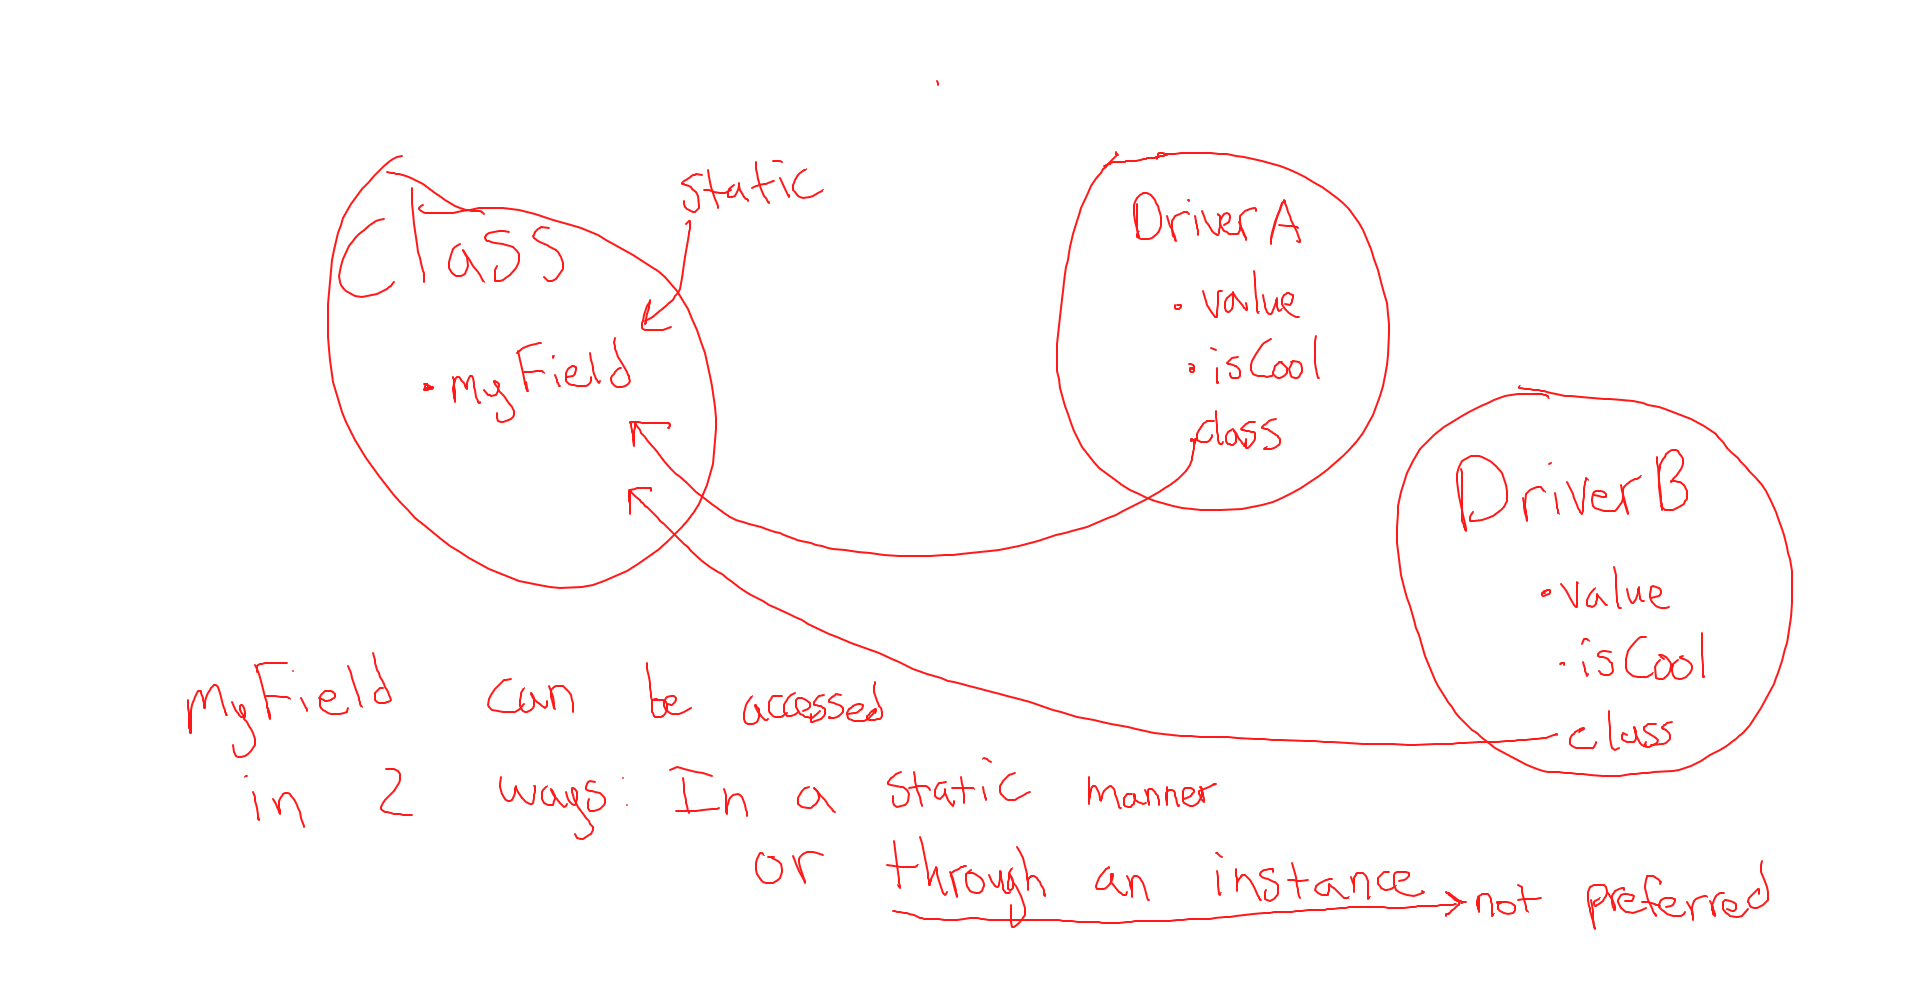 static
Class
• myField
Driver A
• value
• isCool
class
Driver B
• value
• isCool
class
myField can be accessed
in 2 ways: In a static manner
or through an instance → not preferred